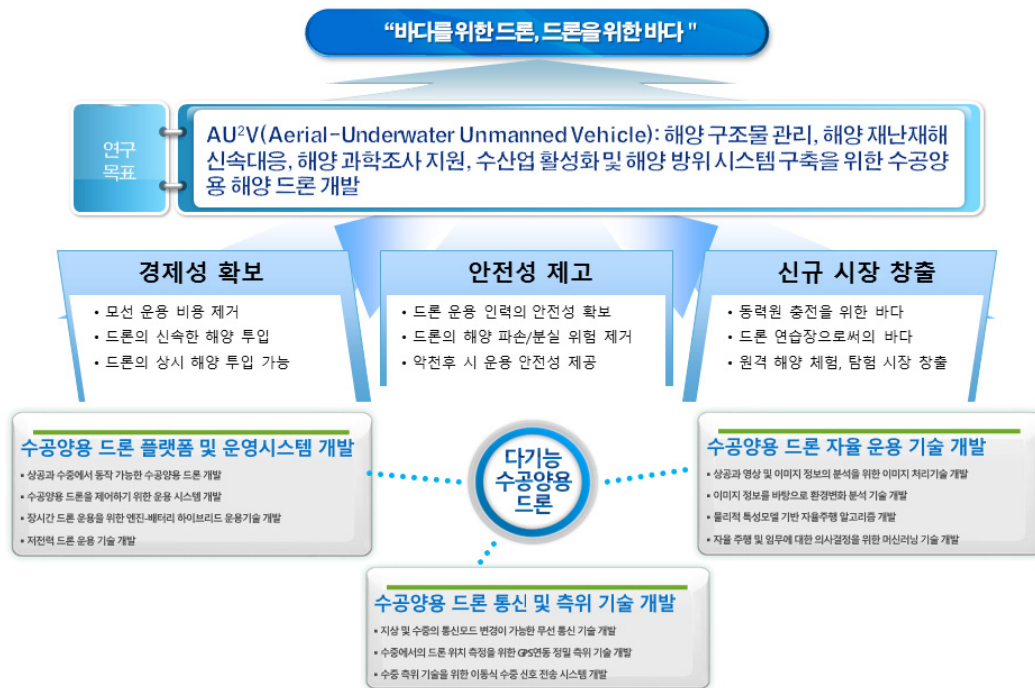 “바다를 위한 드론, 드론을 위한 바다 "
연구
목표
AU²V(Aerial-Underwater Unmanned Vehicle): 해양 구조물 관리, 해양 재난재해
신속대응, 해양 과학조사 지원, 수산업 활성화 및 해양 방위 시스템 구축을 위한 수공양
용 해양 드론 개발
경제성 확보
• 모선 운용 비용 제거
• 드론의 신속한 해양 투입
• 드론의 상시 해양 투입 가능
안전성 제고
• 드론 운용 인력의 안전성 확보
• 드론의 해양 파손/분실 위험 제거
• 악천후 시 운용 안전성 제공
신규 시장 창출
• 동력원 충전을 위한 바다
• 드론 연습장으로써의 바다
• 원격 해양 체험, 탐험 시장 창출
수공양용 드론 플랫폼 및 운영시스템 개발
▪ 상공과 수중에서 동작 가능한 수공양용 드론 개발
▪ 수공양용 드론을 제어하기 위한 운용 시스템 개발
▪ 장시간 드론 운용을 위한 엔진-배터리 하이브리드 운용기술 개발
▪ 저전력 드론 운용 기술 개발
다기능
수공양용
드론
수공양용 드론 자율 운용 기술 개발
▪ 상공과 영상 및 이미지 정보의 분석을 위한 이미지 처리기술 개발
▪ 이미지 정보를 바탕으로 환경변화 분석 기술 개발
▪ 물리적 특성모델 기반 자율주행 알고리즘 개발
▪ 자율 주행 및 임무에 대한 의사결정을 위한 머신러닝 기술 개발
수공양용 드론 통신 및 측위 기술 개발
▪ 지상 및 수중의 통신모드 변경이 가능한 무선 통신 기술 개발
▪ 수중에서의 드론 위치 측정을 위한 GPS연동 정밀 측위 기술 개발
▪ 수중 측위 기술을 위한 이동식 수중 신호 전송 시스템 개발